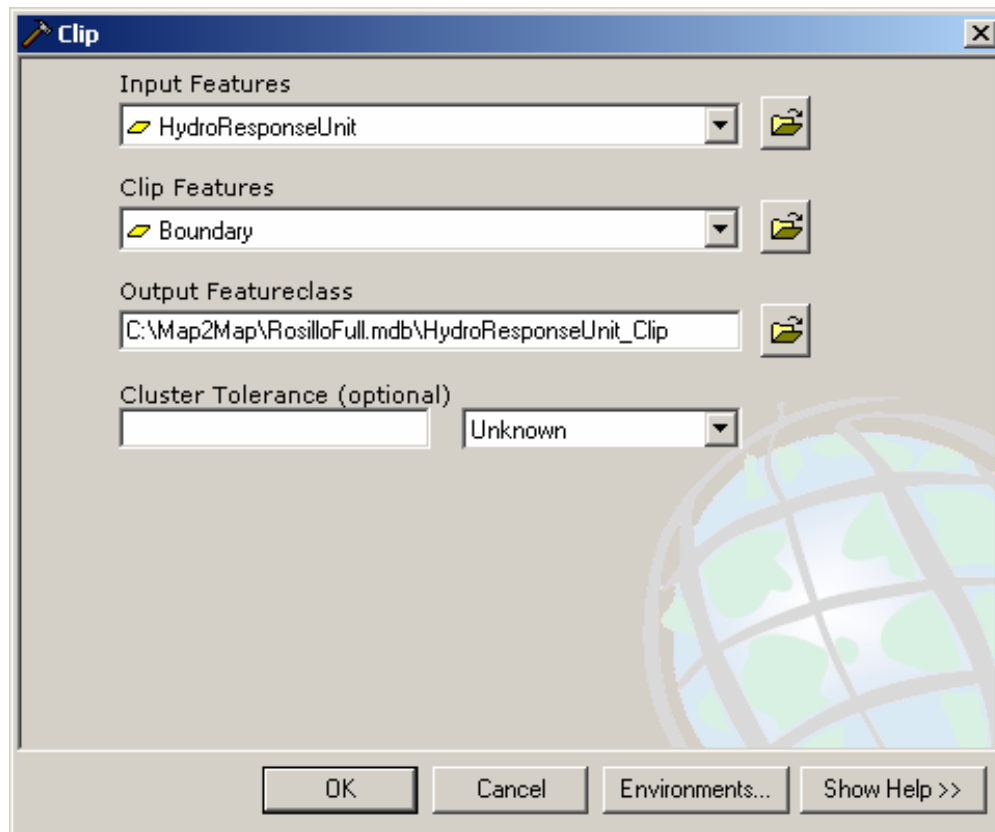 Clip
Input Features
HydroResponseUnit
Clip Features
Boundary
Output Featureclass
C:\Map2Map\RosilloFull.mdb\HydroResponseUnit_Clip
Cluster Tolerance (optional)
Unknown
OK Cancel Environments... Show Help >>